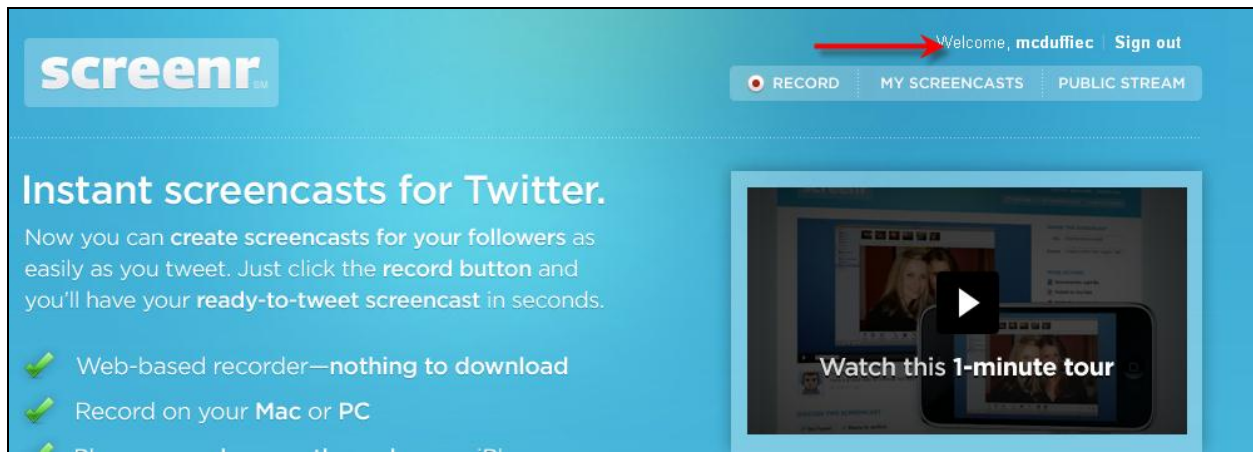 screenr
SM
Welcome, mcduffiec | Sign out
RECORD
MY SCREENCASTS
PUBLIC STREAM
Instant screencasts for Twitter.
Now you can create screencasts for your followers as
easily as you tweet. Just click the record button and
you'll have your ready-to-tweet screencast in seconds.
Web-based recorder—nothing to download
Record on your Mac or PC
Watch this 1-minute tour